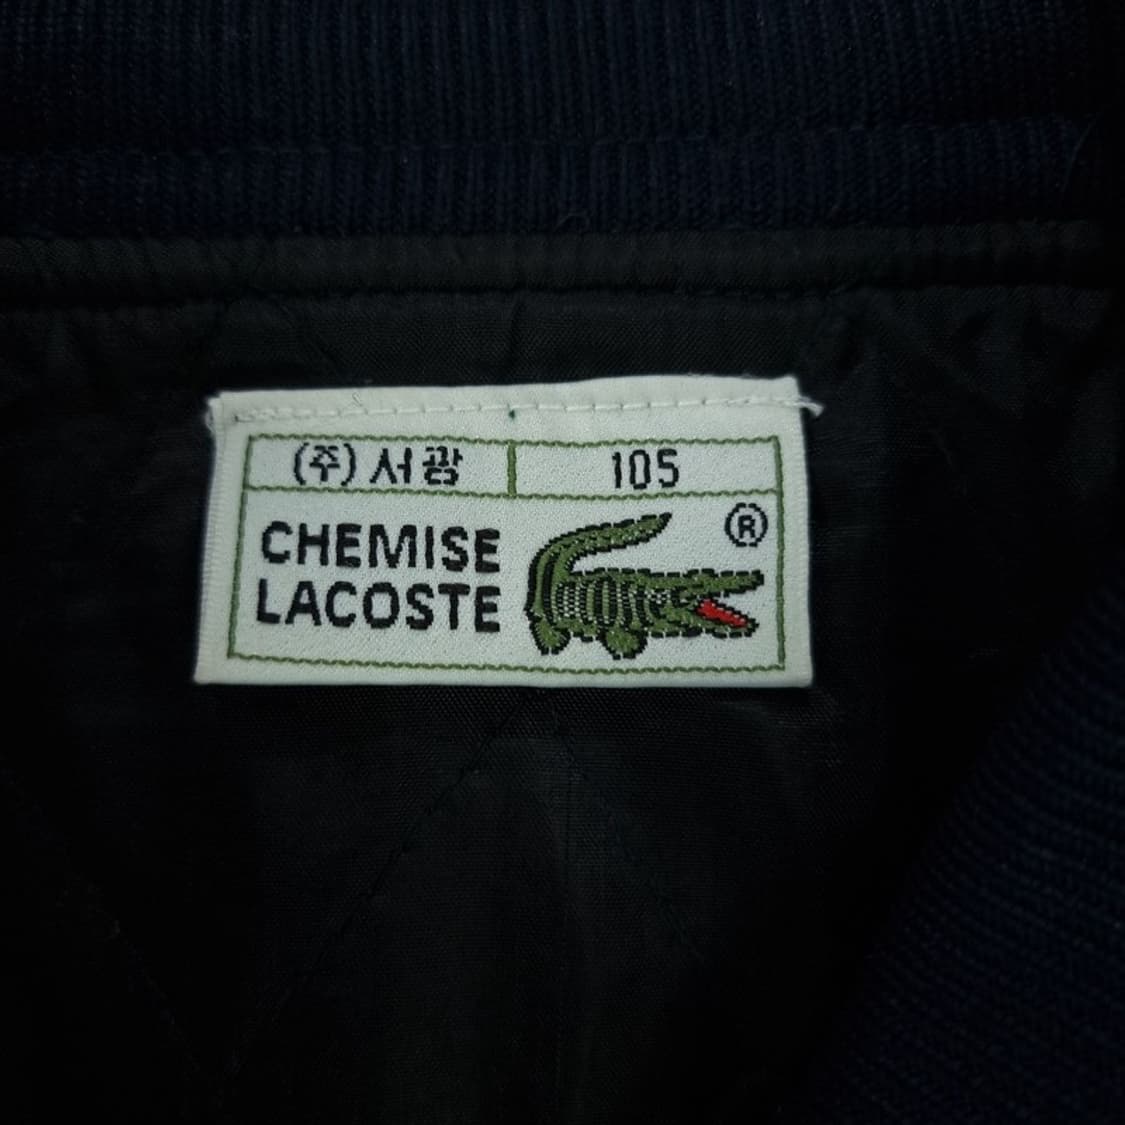 (주) 서광 105
CHEMISE
LACOSTE
®